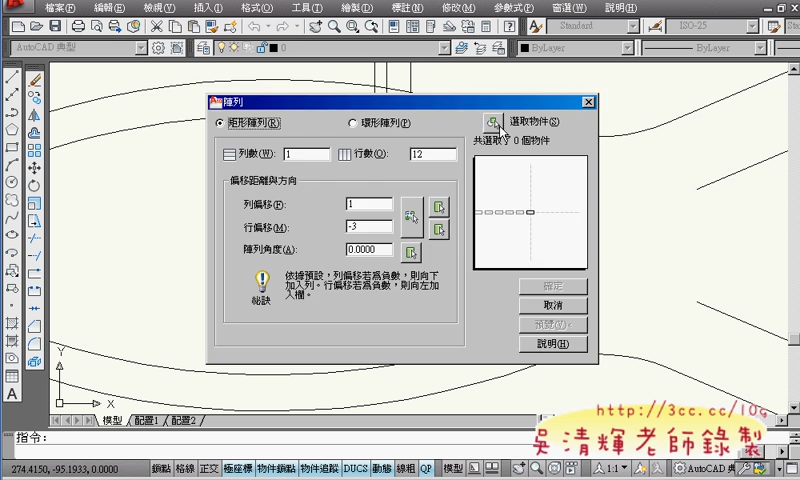 檔案(F) 編輯(E) 檢視(V) 插入(I) 格式(O) 工具(T) 繪製(D) 標註(N) 修改(M) 參數式(P) 窗選(W) 說明(H)
Standard ISO-25
AutoCAD 典型 0 ByLayer ByLayer
陣列
矩形陣列(R) 環形陣列(P) 選取物件(S)
共選取了 0 個物件
列數(W): 1 行數(O): 12
偏移距離與方向
列偏移(F): 1
行偏移(M): -3
陣列角度(A): 0.0000
依據預設，列偏移若為負數，則向下
加入列。行偏移若為負數，則向左加
入欄。
祕訣
確定
取消
預覽(V)<
說明(H)
Y
X
模型 配置1 配置2
http://3cc.cc/10q
吳清輝老師錄製
指令:
274.4150, -95.1933, 0.0000 鎖點 格線 正交 極座標 物件鎖點 物件追蹤 DUCS 動態 線粗 QP 模型 1:1 AutoCAD 典型